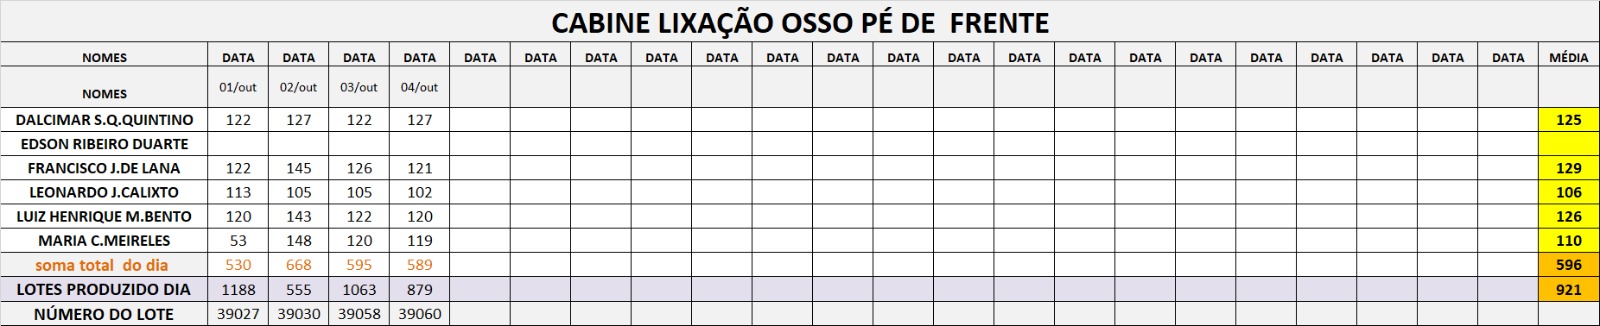 CABINE LIXAÇÃO OSSO PÉ DE FRENTE
NOMES DATA DATA DATA DATA DATA DATA DATA DATA DATA DATA DATA DATA DATA DATA DATA DATA DATA DATA DATA DATA DATA DATA MÉDIA
NOMES 01/out 02/out 03/out 04/out
DALCIMAR S.Q.QUINTINO 122 127 122 127 125
EDSON RIBEIRO DUARTE
FRANCISCO J.DE LANA 122 145 126 121 129
LEONARDO J.CALIXTO 113 105 105 102 106
LUIZ HENRIQUE M.BENTO 120 143 122 120 126
MARIA C.MEIRELES 53 148 120 119 110
soma total do dia 530 668 595 589 596
LOTES PRODUZIDO DIA 1188 555 1063 879 921
NÚMERO DO LOTE 39027 39030 39058 39060